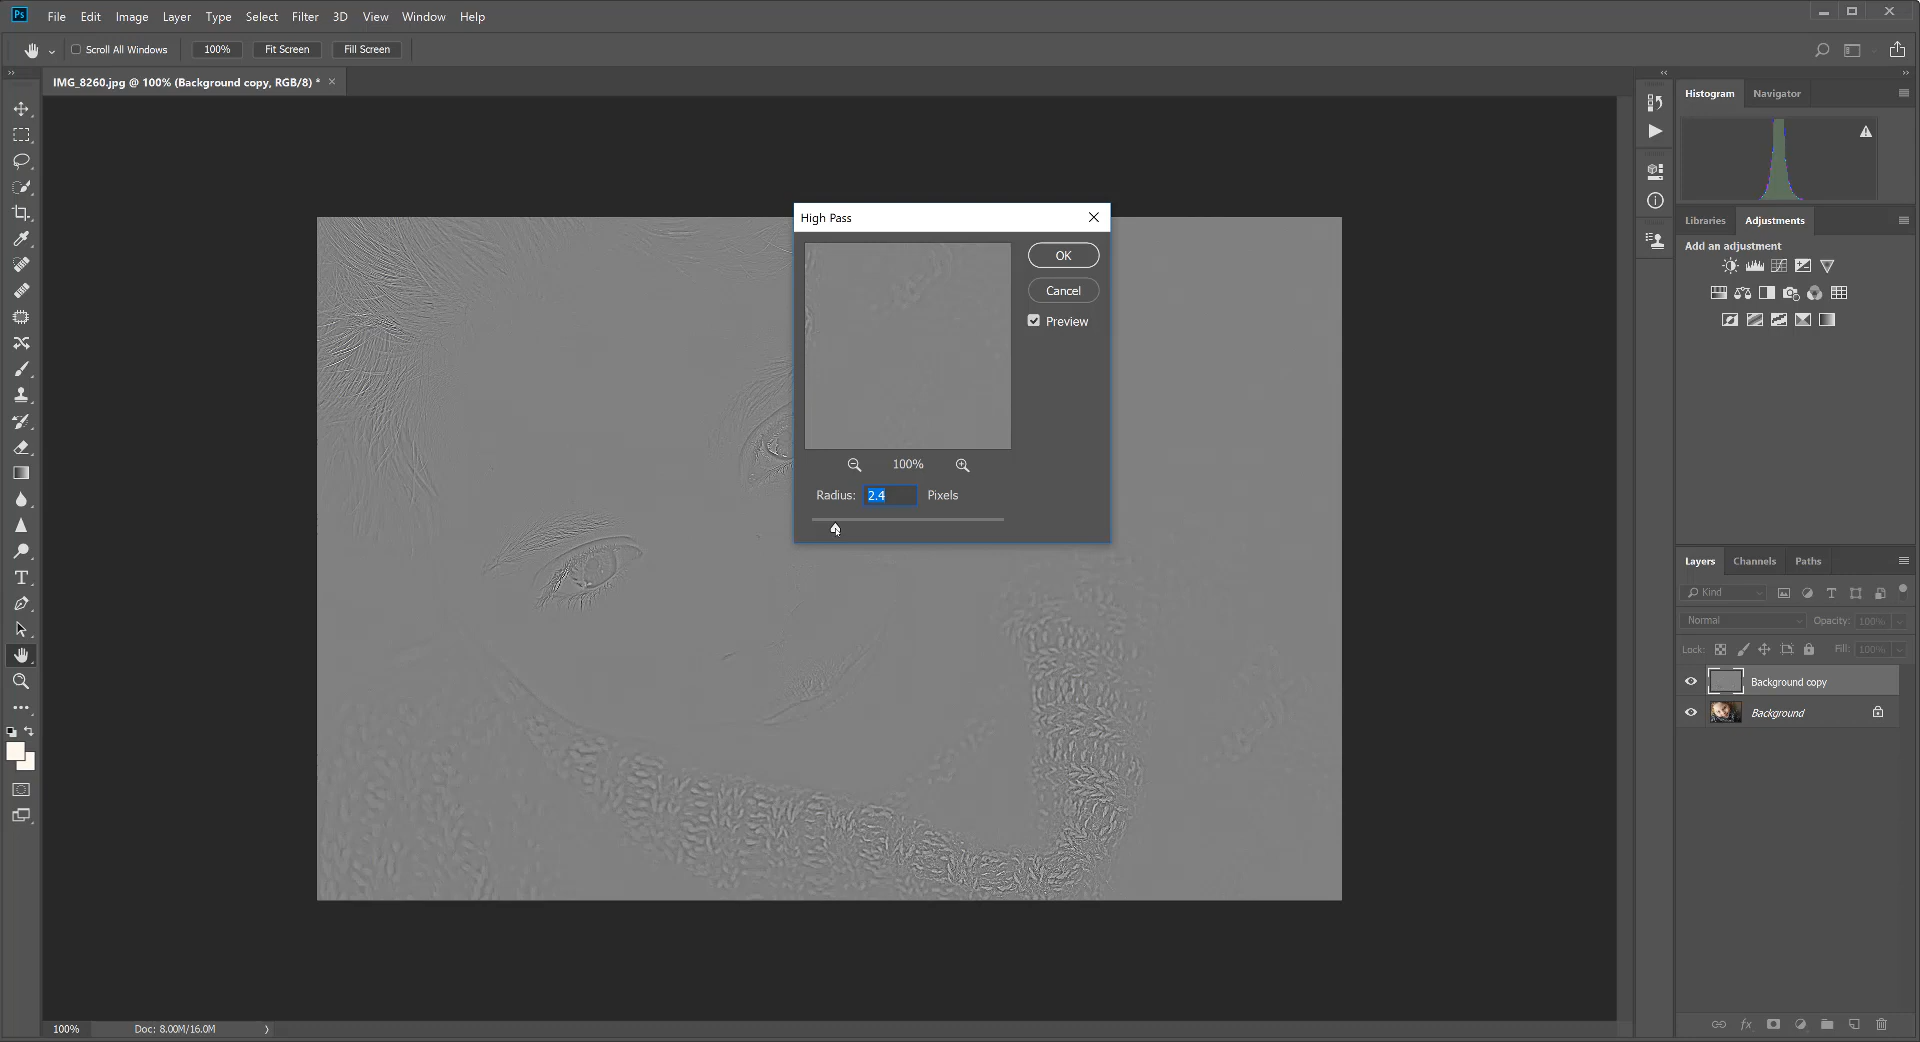 Ps File Edit Image Layer Type Select Filter 3D View Window Help
Scroll All Windows 100% Fit Screen Fill Screen
IMG_8260.jpg @ 100% (Background copy, RGB/8) *
Histogram Navigator
High Pass
OK
Cancel
Preview
100%
Radius: 2.4 Pixels
Libraries Adjustments
Add an adjustment
Layers Channels Paths
Kind
Normal Opacity: 100%
Lock: Fill: 100%
Background copy
Background
100% Doc: 8.00M/16.0M